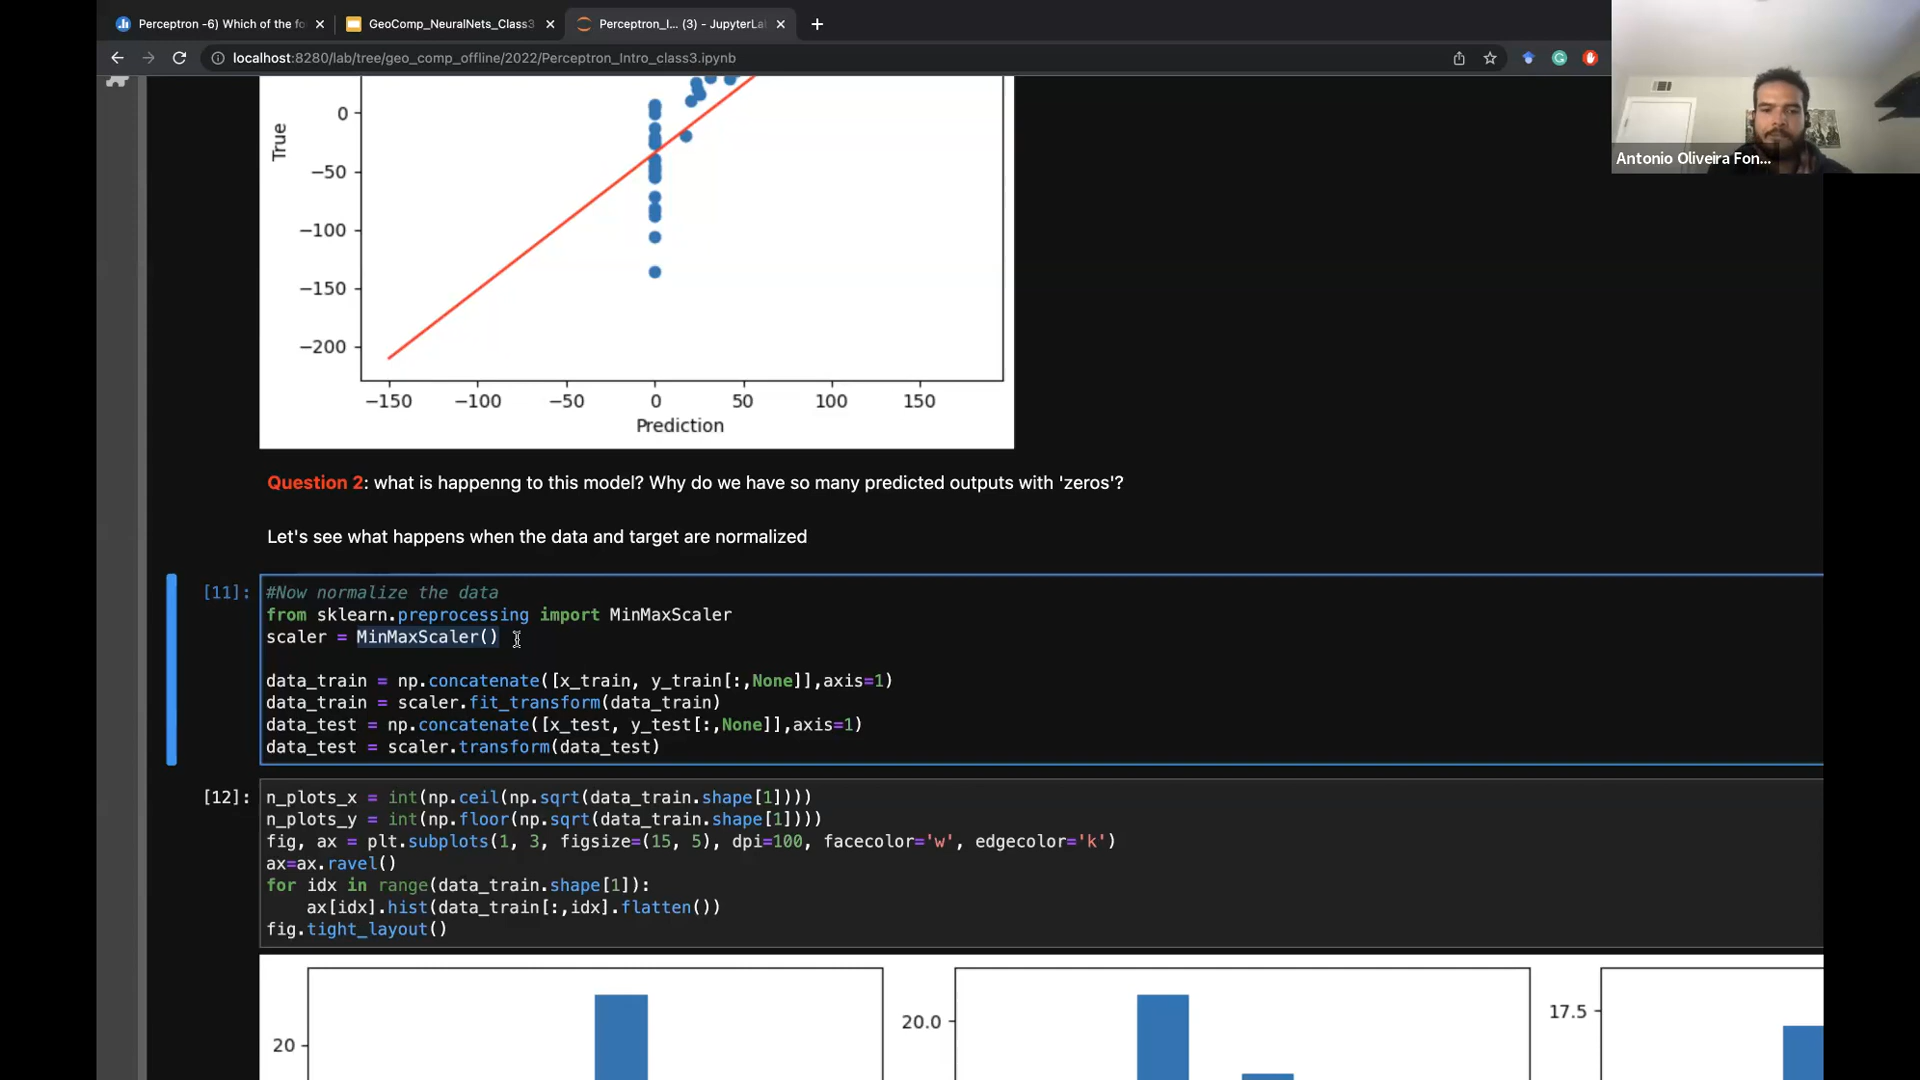 Perceptron -6) Which of the fo
GeoComp_NeuralNets_Class3
Perceptron_I... (3) - JupyterLa
localhost:8280/lab/tree/geo_comp_offline/2022/Perceptron_Intro_class3.ipynb
Antonio Oliveira Fon...
True
0
−50
−100
−150
−200
−150 −100 −50 0 50 100 150
Prediction
Question 2: what is happenng to this model? Why do we have so many predicted outputs with 'zeros'?
Let's see what happens when the data and target are normalized
[11]:
#Now normalize the data
from sklearn.preprocessing import MinMaxScaler
scaler = MinMaxScaler()
data_train = np.concatenate([x_train, y_train[:,None]],axis=1)
data_train = scaler.fit_transform(data_train)
data_test = np.concatenate([x_test, y_test[:,None]],axis=1)
data_test = scaler.transform(data_test)
[12]:
n_plots_x = int(np.ceil(np.sqrt(data_train.shape[1])))
n_plots_y = int(np.floor(np.sqrt(data_train.shape[1])))
fig, ax = plt.subplots(1, 3, figsize=(15, 5), dpi=100, facecolor='w', edgecolor='k')
ax=ax.ravel()
for idx in range(data_train.shape[1]):
    ax[idx].hist(data_train[:,idx].flatten())
fig.tight_layout()
20
20.0
17.5